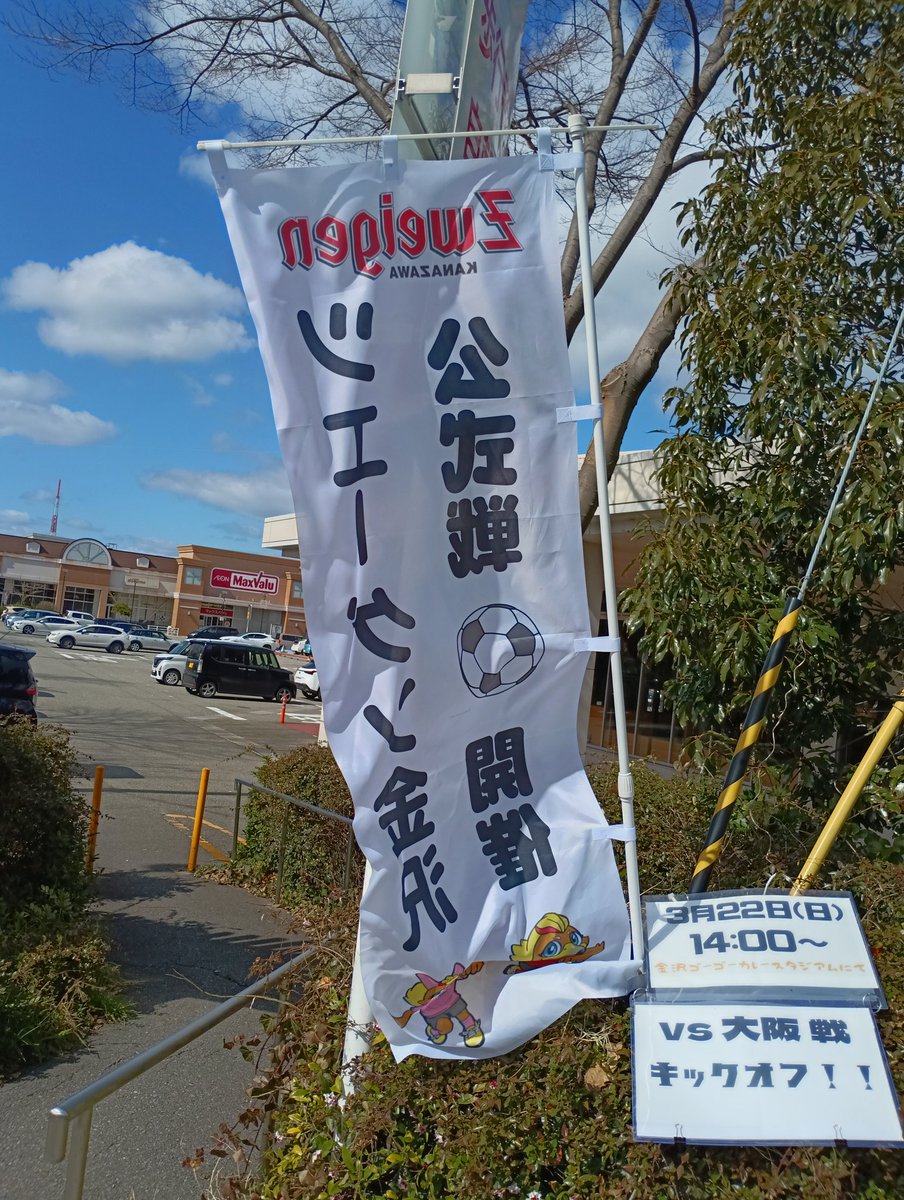 Zweigen
KANAZAWA
ツエーゲン金沢
公式戦 開催
AEON MaxValu
3月22日(日)
14:00〜
金沢ゴーゴーカレースタジアムにて
VS 大阪 戦
キックオフ！！